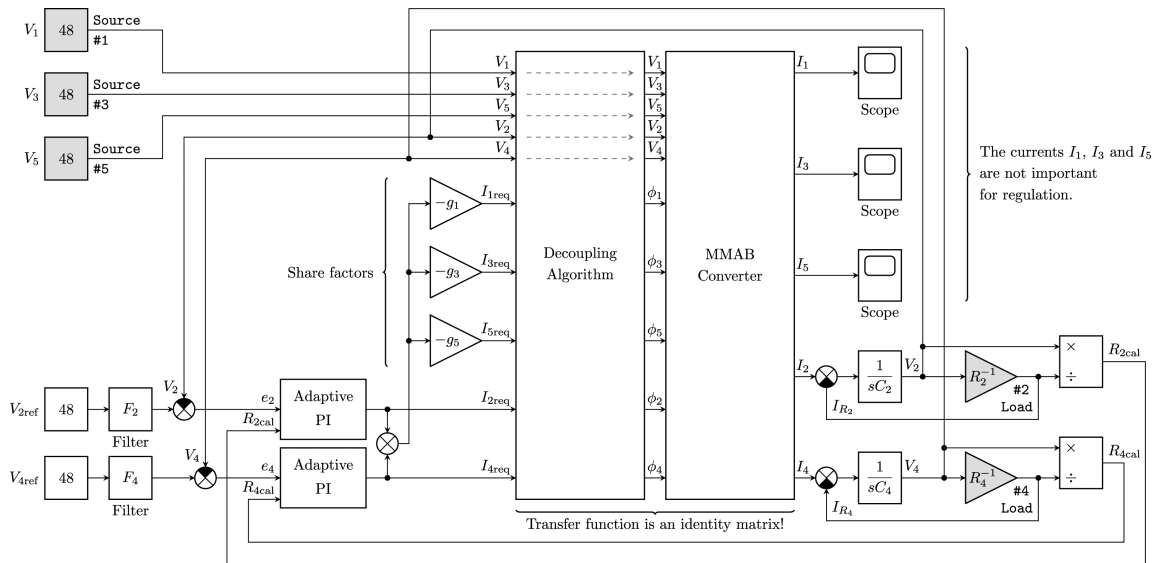 V₁ 48 Source #1
V₃ 48 Source #3
V₅ 48 Source #5
V₁ V₁ I₁
V₃ V₃
V₅ V₅
V₂ V₂
V₄ V₄
Scope
I₃
Scope
I₅
Scope
The currents I₁, I₃ and I₅
are not important
for regulation.
Share factors
−g₁ I₁req ϕ₁
−g₃ I₃req ϕ₃
−g₅ I₅req ϕ₅
Decoupling
Algorithm
MMAB
Converter
V₂ref 48 F₂ V₂
Filter
e₂
R₂cal
Adaptive
PI
I₂req ϕ₂
I₂ 1/sC₂ V₂ R₂⁻¹ #2
Load
I_R₂
× ÷ R₂cal
V₄ref 48 F₄ V₄
Filter
e₄
R₄cal
Adaptive
PI
I₄req ϕ₄
I₄ 1/sC₄ V₄ R₄⁻¹ #4
Load
I_R₄
× ÷ R₄cal
Transfer function is an identity matrix!